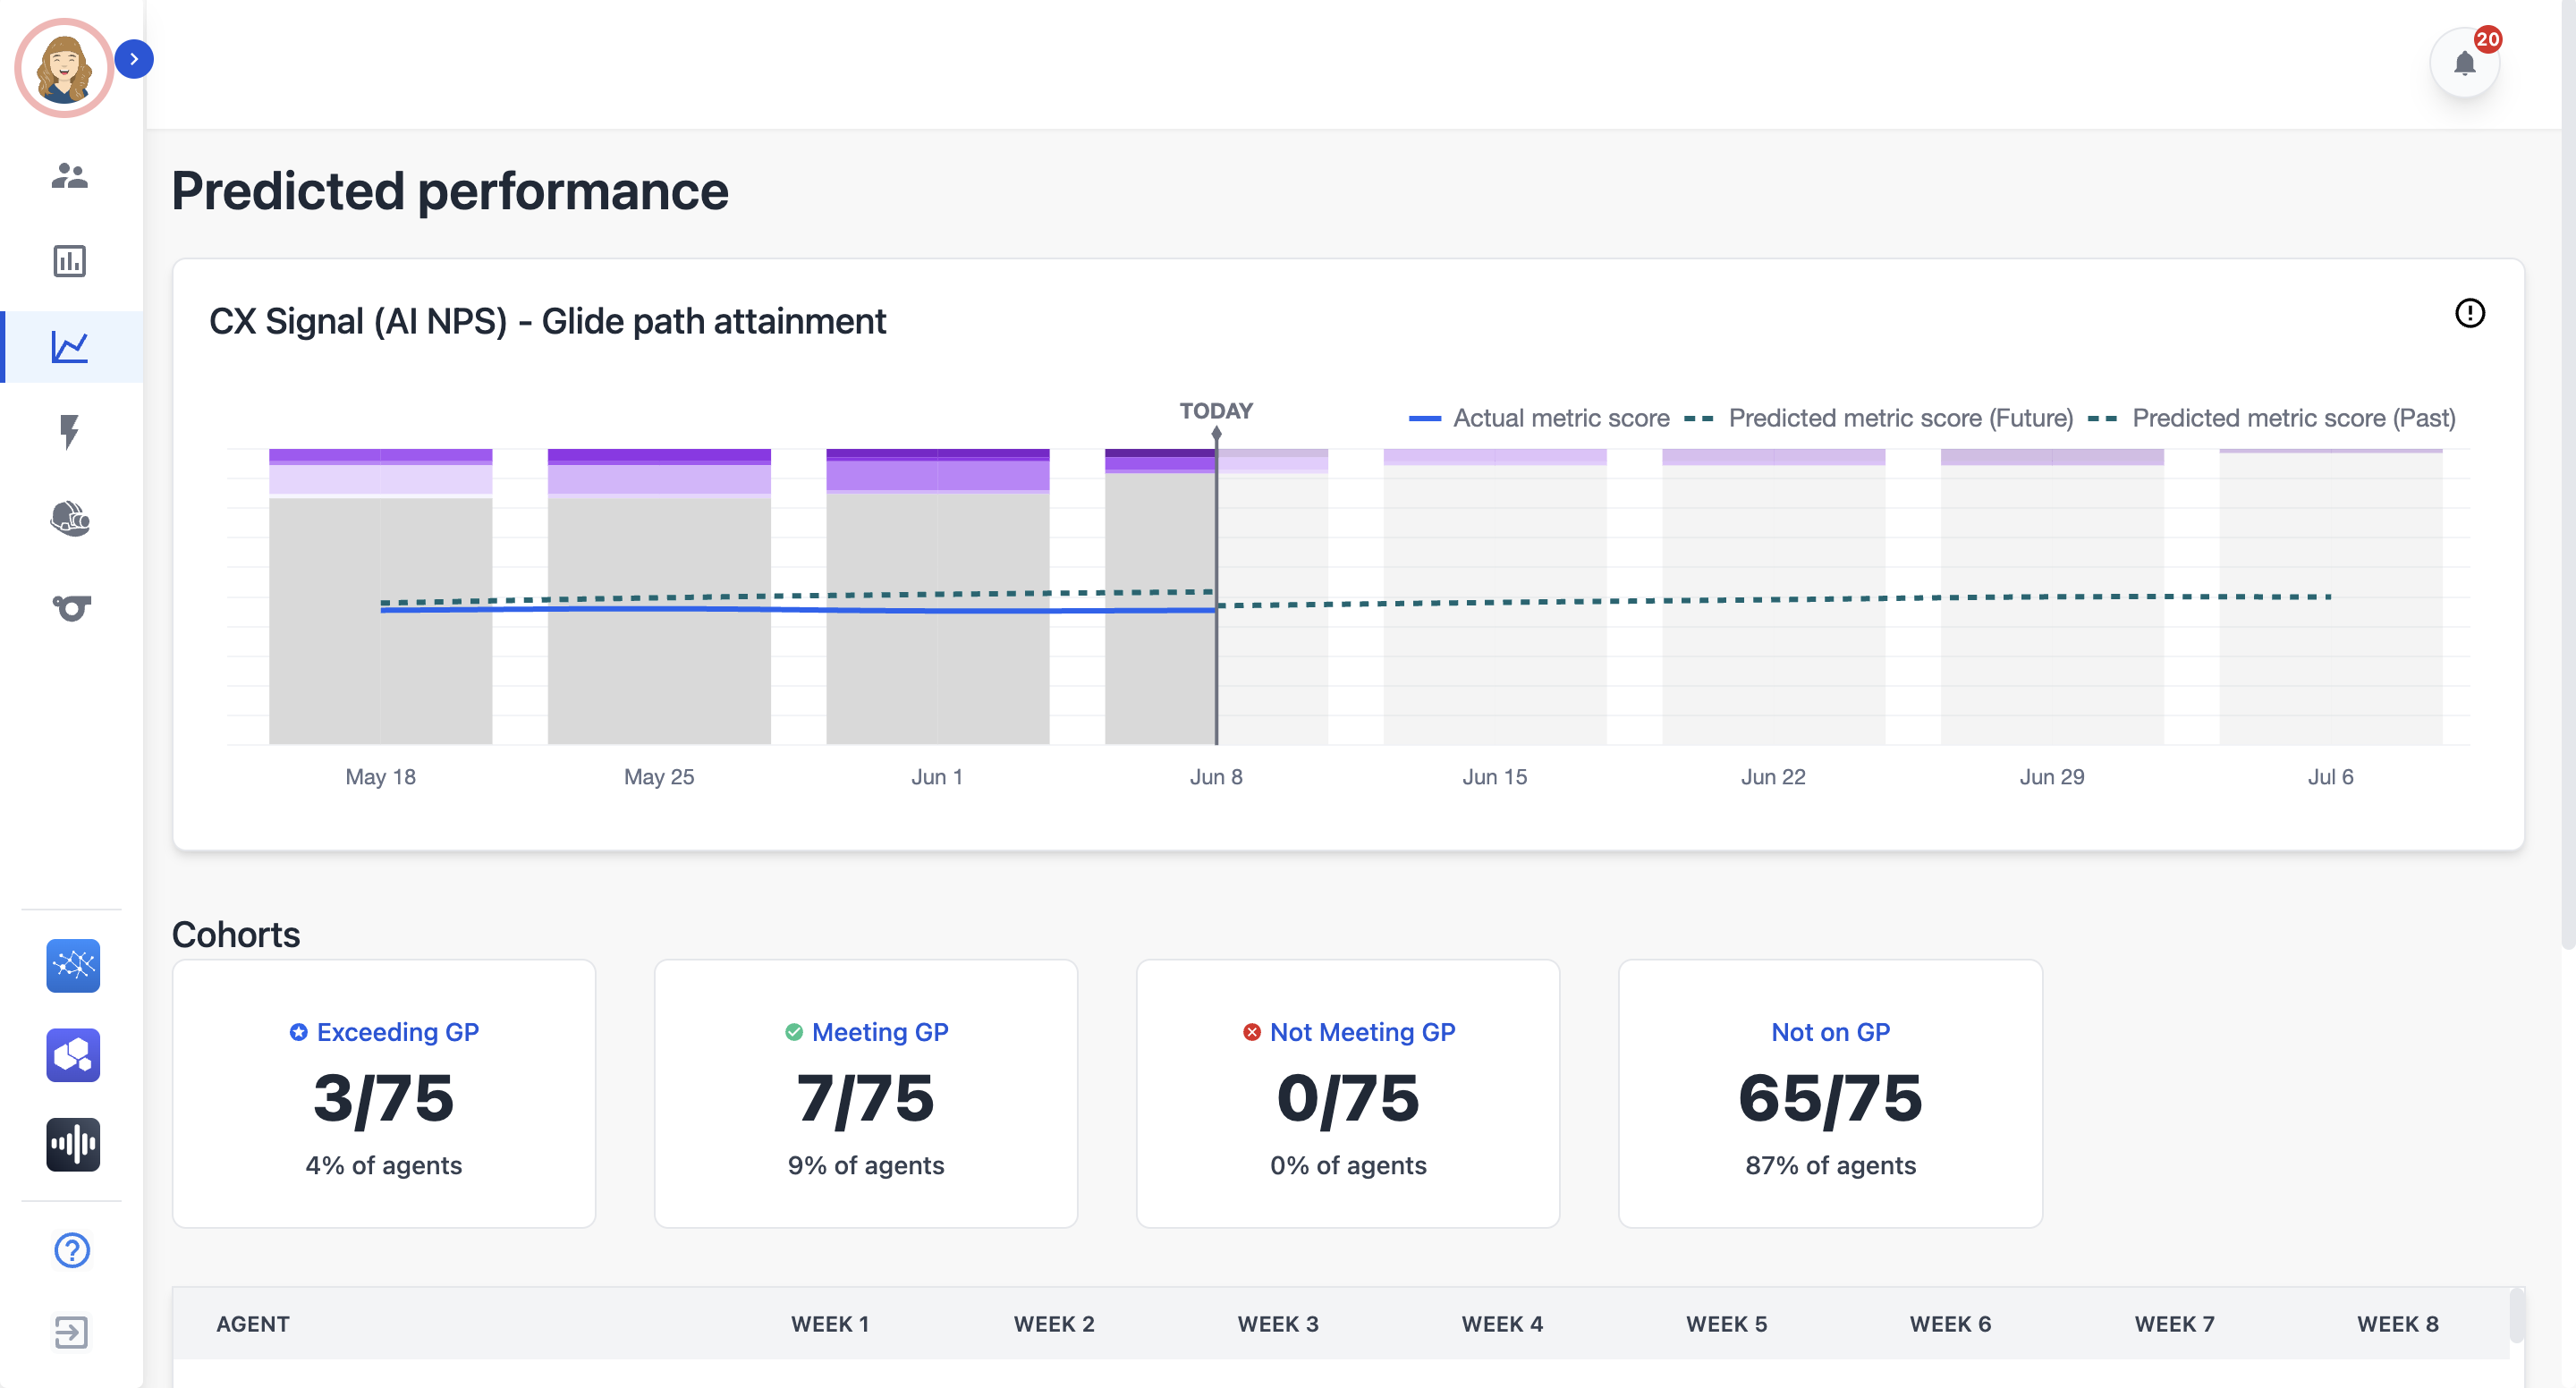 20
Predicted performance
CX Signal (AI NPS) - Glide path attainment
TODAY
Actual metric score Predicted metric score (Future) Predicted metric score (Past)
May 18 May 25 Jun 1 Jun 8 Jun 15 Jun 22 Jun 29 Jul 6
Cohorts
Exceeding GP
3/75
4% of agents
Meeting GP
7/75
9% of agents
Not Meeting GP
0/75
0% of agents
Not on GP
65/75
87% of agents
AGENT WEEK 1 WEEK 2 WEEK 3 WEEK 4 WEEK 5 WEEK 6 WEEK 7 WEEK 8